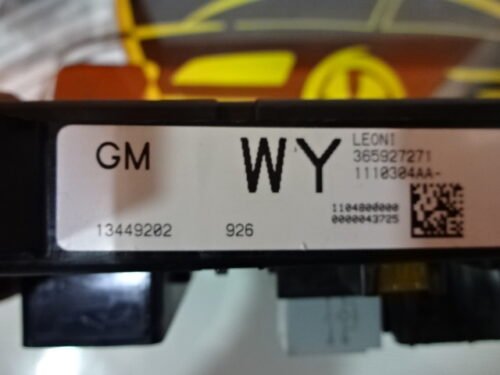 GM
WY
LEONI
365927271
1110304AA-
1104800000
0000043725
13449202
926